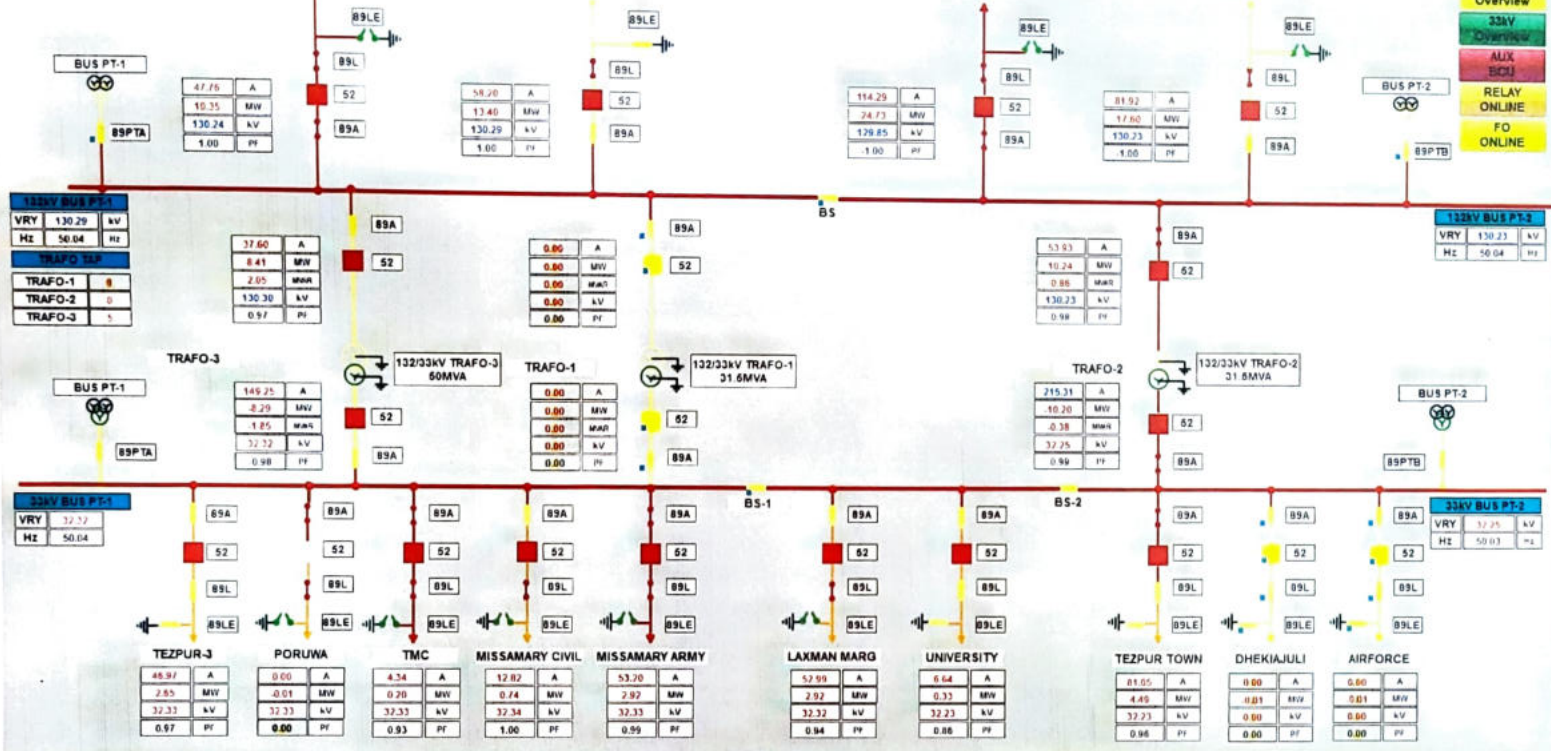 Overview
33kV
Overview
AUX
BCU
RELAY
ONLINE
FO
ONLINE
BUS PT-1
89PTA
47.76 A
10.35 MW
130.24 kV
1.00 PF
89LE
89L
52
89A
58.20 A
13.40 MW
130.29 kV
1.00 PF
89L
52
89A
114.29 A
24.73 MW
129.85 kV
-1.00 PF
89LE
89L
52
89A
81.92 A
17.60 MW
130.23 kV
-1.00 PF
89LE
89L
52
89A
BUS PT-2
89PTB
BS
132kV BUS PT-1
VRY 130.29 kV
Hz 50.04 Hz
TRAFO TAP
TRAFO-1
TRAFO-2 0
TRAFO-3 5
132kV BUS PT-2
VRY 130.23 kV
Hz 50.04 Hz
37.60 A
8.41 MW
2.05 MVAR
130.30 kV
0.97 PF
89A
52
0.00 A
0.00 MW
0.00 MVAR
0.00 kV
0.00 PF
89A
52
53.93 A
10.24 MW
0.86 MVAR
130.23 kV
0.98 PF
89A
52
TRAFO-3
132/33kV TRAFO-3
50MVA
TRAFO-1
132/33kV TRAFO-1
31.5MVA
TRAFO-2
132/33kV TRAFO-2
31.5MVA
BUS PT-1
89PTA
149.25 A
-8.29 MW
-1.85 MVAR
32.32 kV
0.98 PF
52
89A
0.00 A
0.00 MW
0.00 MVAR
0.00 kV
0.00 PF
52
89A
215.31 A
-10.20 MW
-0.38 MVAR
32.25 kV
0.99 PF
52
89A
BUS PT-2
89PTB
33kV BUS PT-1
VRY 32.32
Hz 50.04
BS-1
BS-2
33kV BUS PT-2
VRY 32.25 kV
Hz 50.03 Hz
89A 89A 89A 89A 89A 89A 89A 89A 89A 89A
52 52 52 52 52 52 52 52 52 52
89L 89L 89L 89L 89L 89L 89L 89L 89L 89L
89LE 89LE 89LE 89LE 89LE 89LE 89LE 89LE 89LE 89LE
TEZPUR-3
46.97 A
2.65 MW
32.33 kV
0.97 PF
PORUWA
0.00 A
-0.01 MW
32.33 kV
0.00 PF
TMC
4.34 A
0.20 MW
32.33 kV
0.93 PF
MISSAMARY CIVIL
12.82 A
0.74 MW
32.34 kV
1.00 PF
MISSAMARY ARMY
53.20 A
2.92 MW
32.33 kV
0.99 PF
LAXMAN MARG
52.99 A
2.92 MW
32.32 kV
0.94 PF
UNIVERSITY
6.64 A
0.33 MW
32.23 kV
0.86 PF
TEZPUR TOWN
81.05 A
4.49 MW
32.23 kV
0.96 PF
DHEKIAJULI
0.00 A
-0.01 MW
0.00 kV
0.00 PF
AIRFORCE
0.00 A
0.01 MW
0.00 kV
0.00 PF